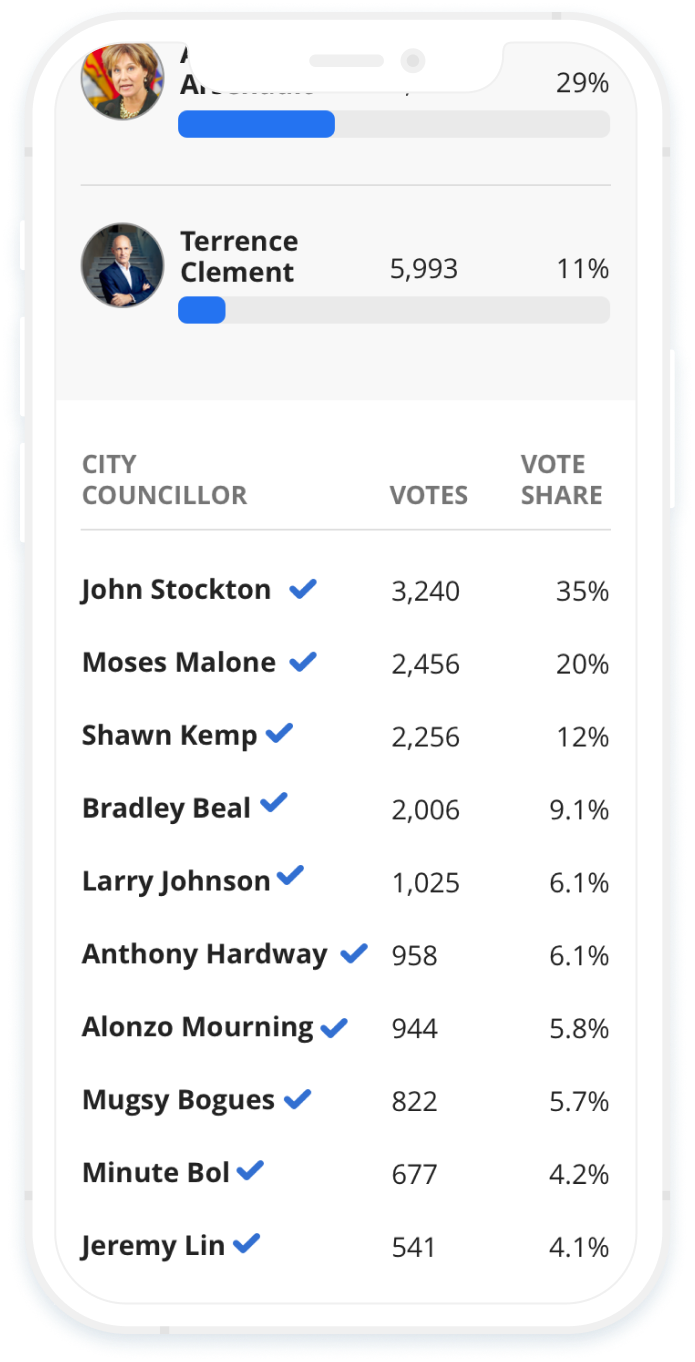 29%
Terrence
Clement 5,993 11%
CITY
COUNCILLOR VOTES VOTE SHARE
John Stockton 3,240 35%
Moses Malone 2,456 20%
Shawn Kemp 2,256 12%
Bradley Beal 2,006 9.1%
Larry Johnson 1,025 6.1%
Anthony Hardway 958 6.1%
Alonzo Mourning 944 5.8%
Mugsy Bogues 822 5.7%
Minute Bol 677 4.2%
Jeremy Lin 541 4.1%